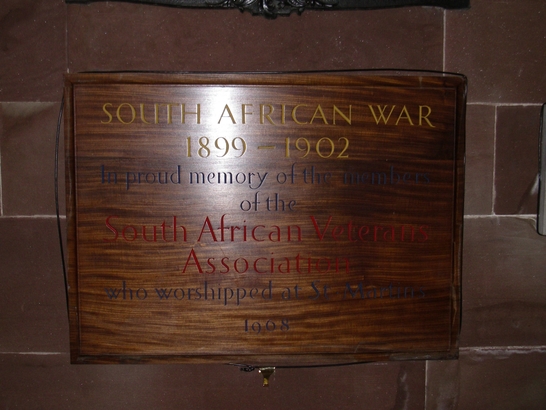 SOUTH AFRICAN WAR
1899 – 1902
In proud memory of the members
of the
South African Veterans
Association
who worshipped at St. Martins
1968